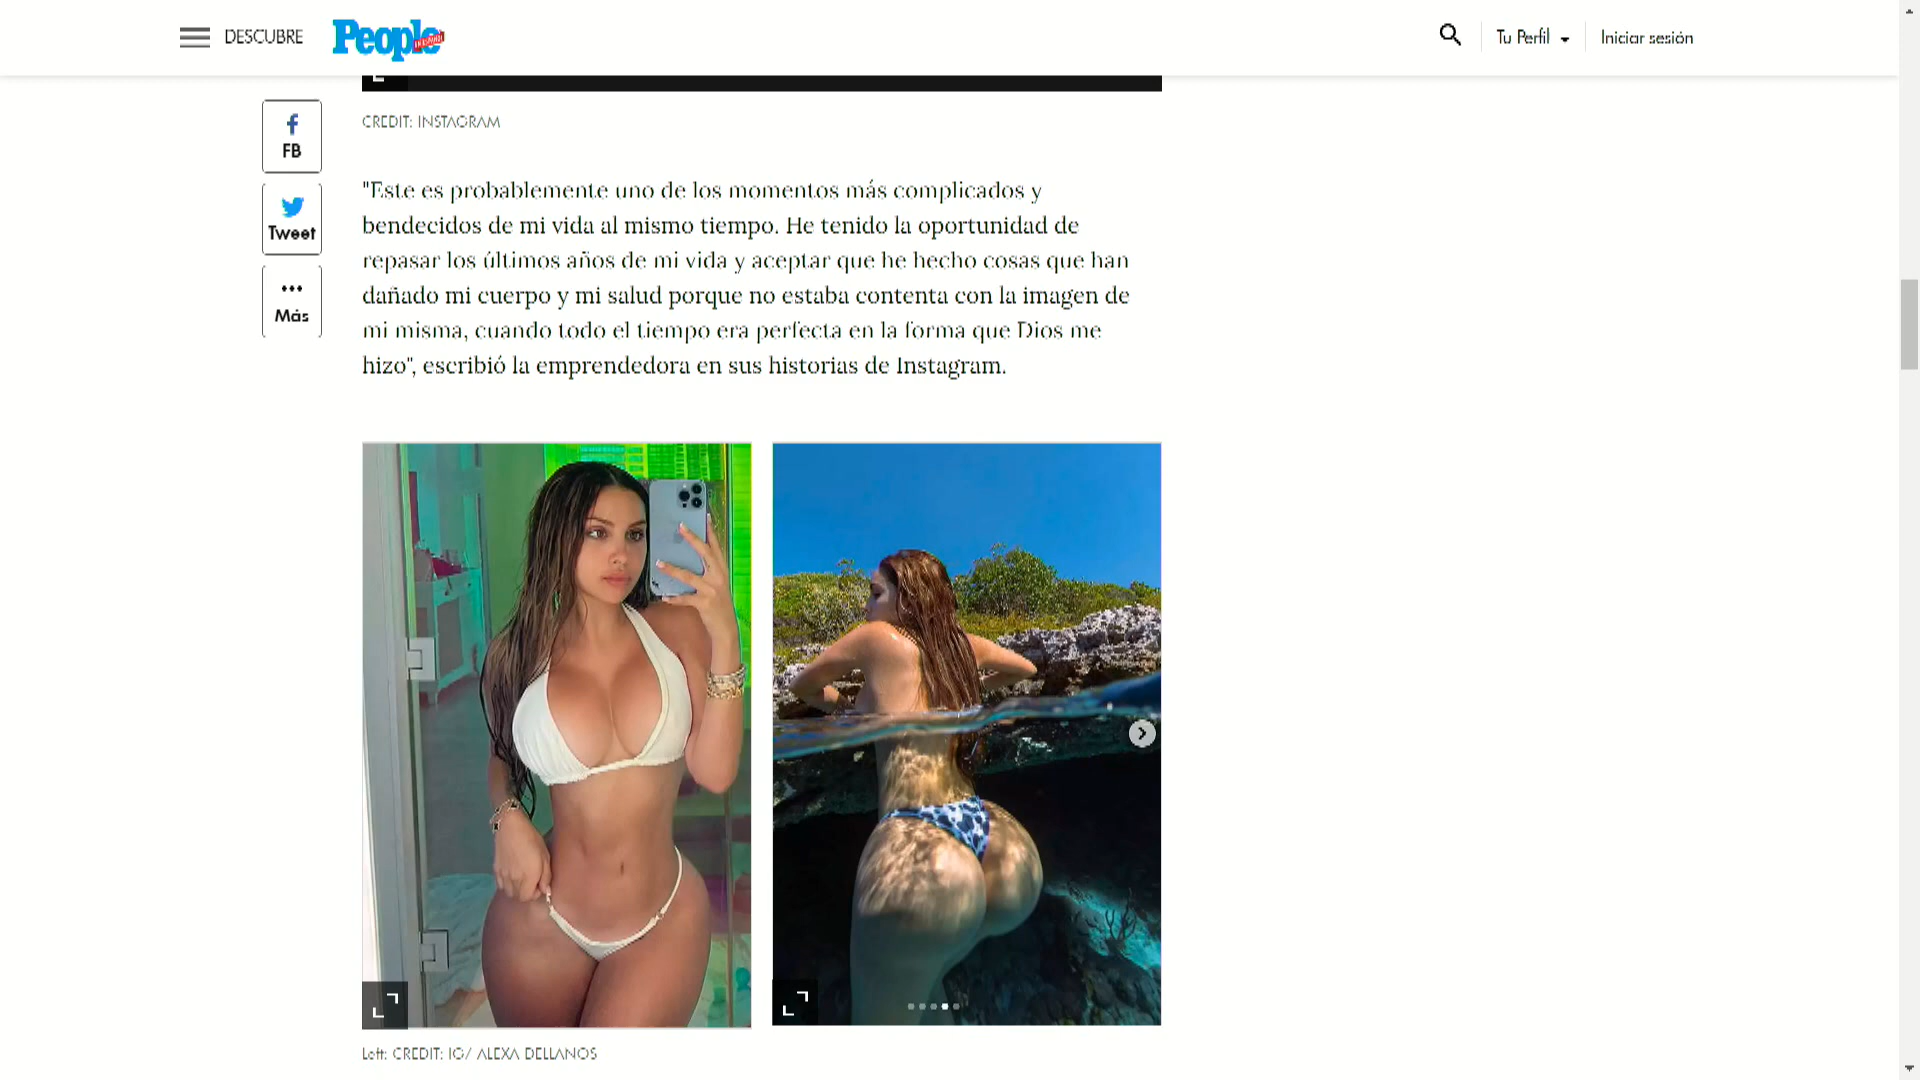 DESCUBRE
People
EN ESPAÑOL
Tu Perfil
Iniciar sesión
FB
Tweet
Más
CREDIT: INSTAGRAM
"Este es probablemente uno de los momentos más complicados y
bendecidos de mi vida al mismo tiempo. He tenido la oportunidad de
repasar los últimos años de mi vida y aceptar que he hecho cosas que han
dañado mi cuerpo y mi salud porque no estaba contenta con la imagen de
mi misma, cuando todo el tiempo era perfecta en la forma que Dios me
hizo", escribió la emprendedora en sus historias de Instagram.
Left: CREDIT: IG/ ALEXA DELLANOS